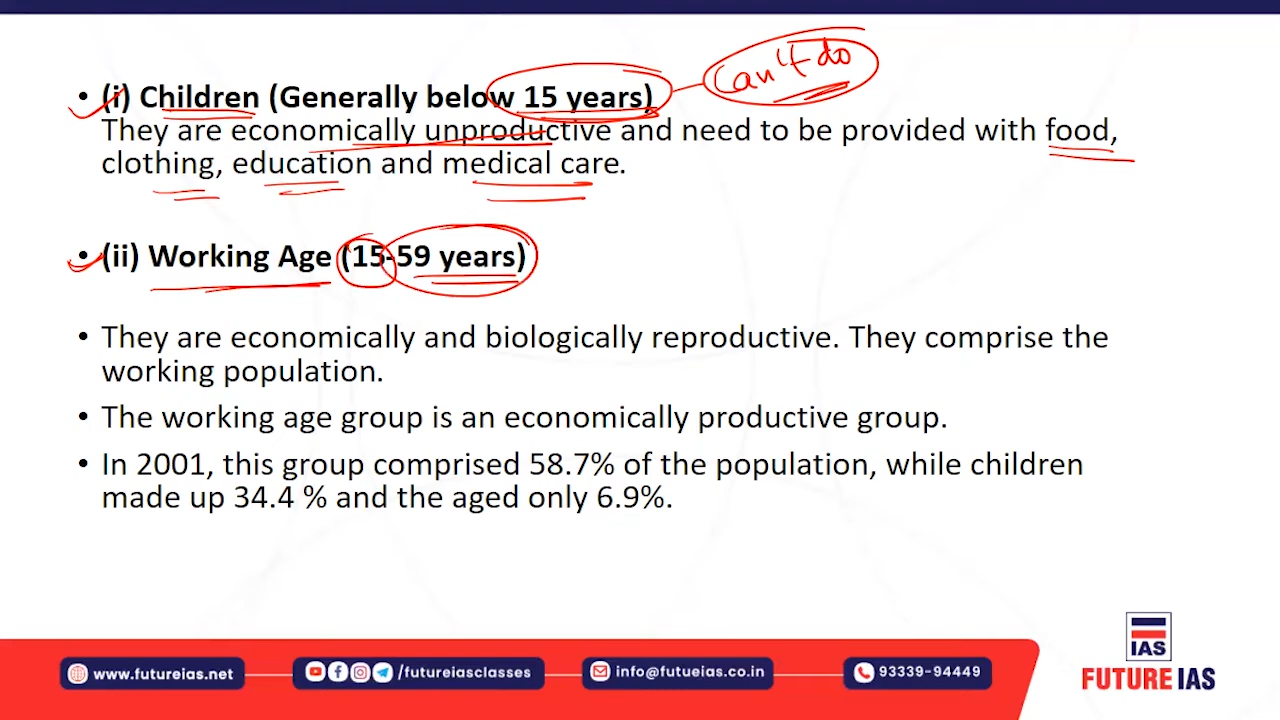 • (i) Children (Generally below 15 years)
can't do
They are economically unproductive and need to be provided with food,
clothing, education and medical care.
• (ii) Working Age (15-59 years)
• They are economically and biologically reproductive. They comprise the
working population.
• The working age group is an economically productive group.
• In 2001, this group comprised 58.7% of the population, while children
made up 34.4 % and the aged only 6.9%.
IAS
FUTURE IAS
www.futureias.net
/futureiasclasses
info@futueias.co.in
93339-94449